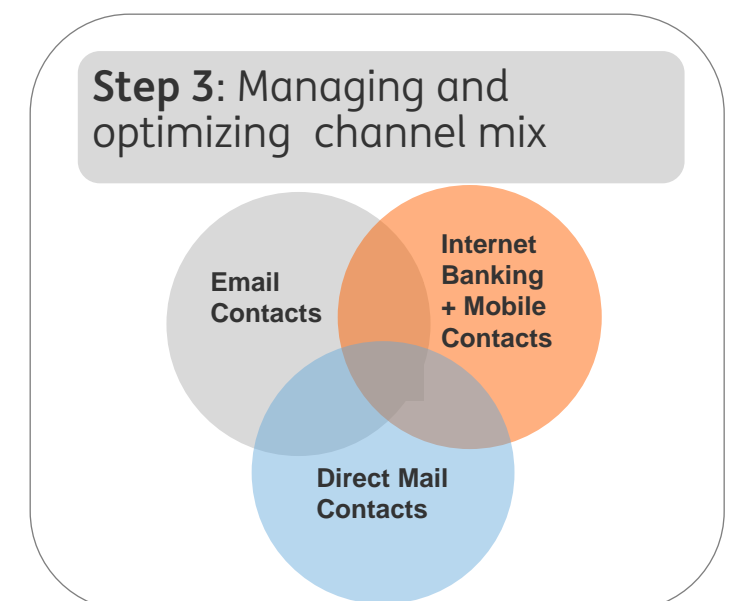 Step 3: Managing and
optimizing  channel mix
Email
Contacts
Internet
Banking
+ Mobile
Contacts
Direct Mail
Contacts